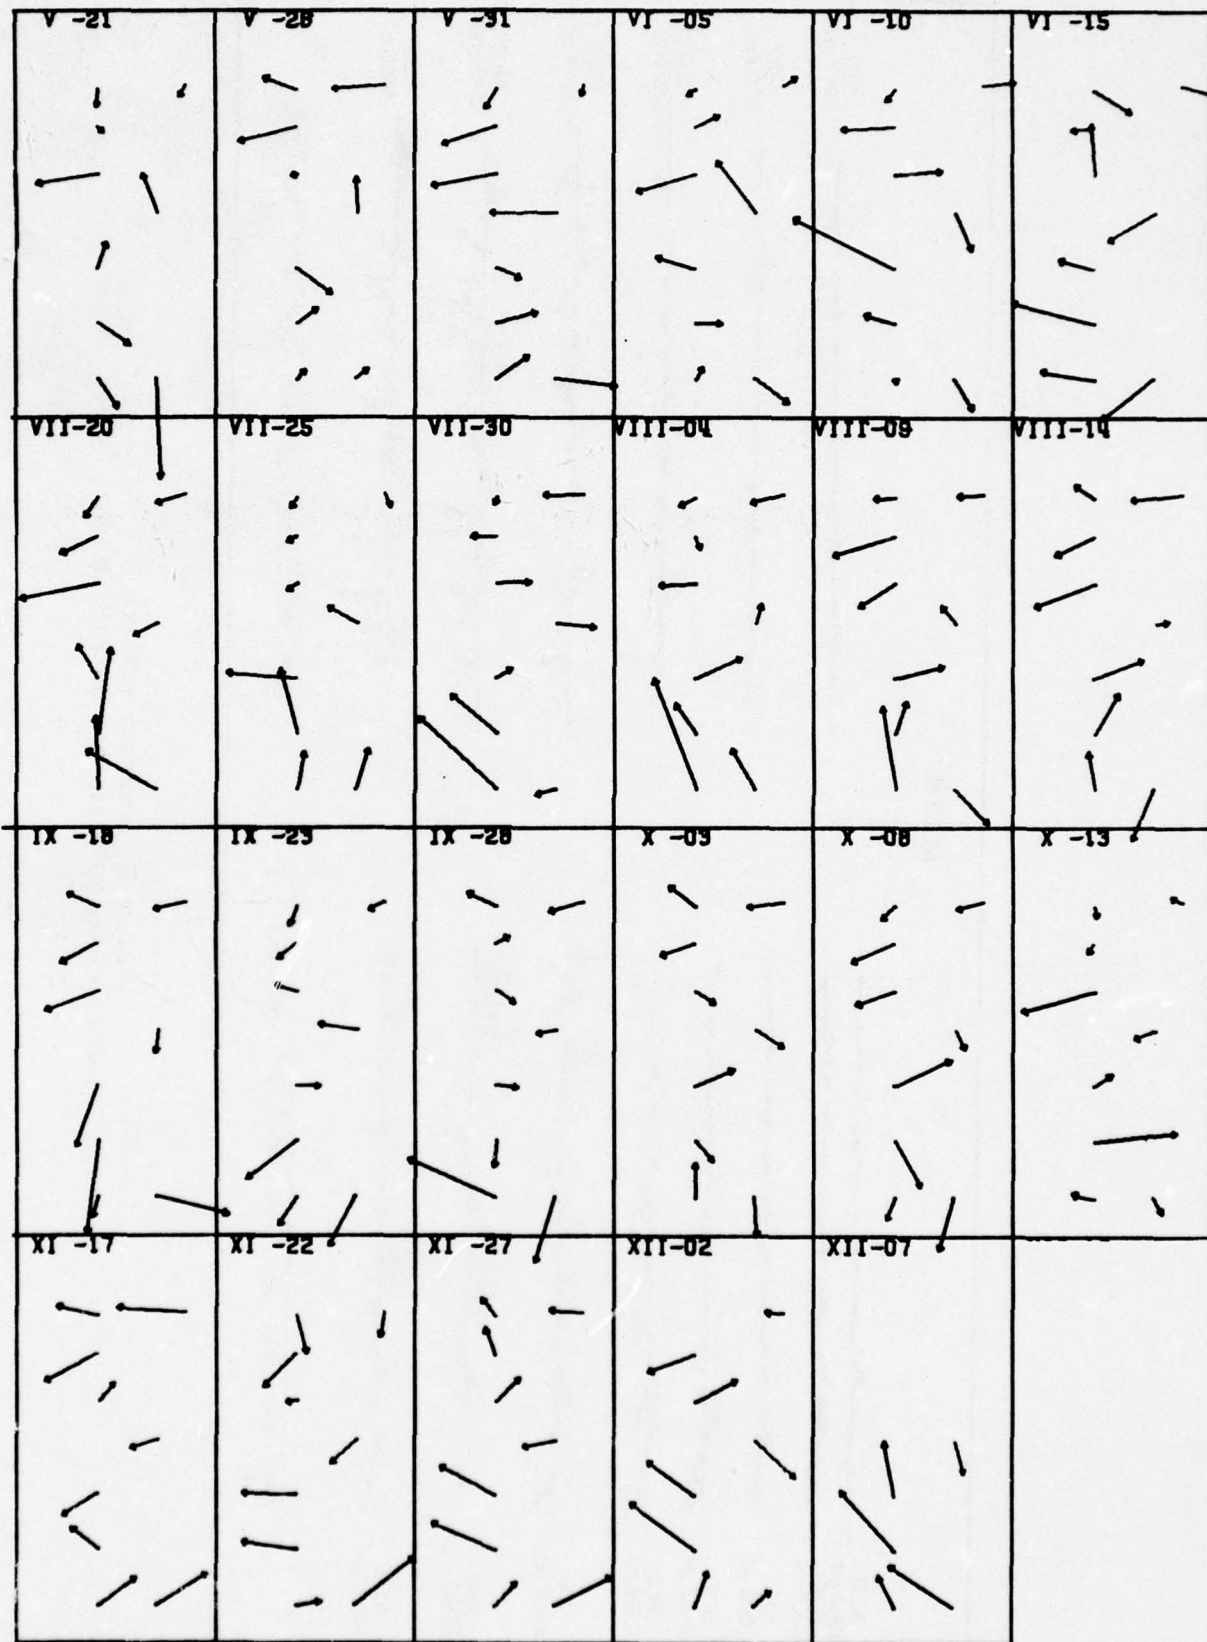 V -21 V -26 V -31 VI -05 VI -10 VI -15
VII-20 VII-25 VII-30 VIII-04 VIII-09 VIII-14
IX -18 IX -23 IX -28 X -03 X -08 X -13
XI -17 XI -22 XI -27 XII-02 XII-07